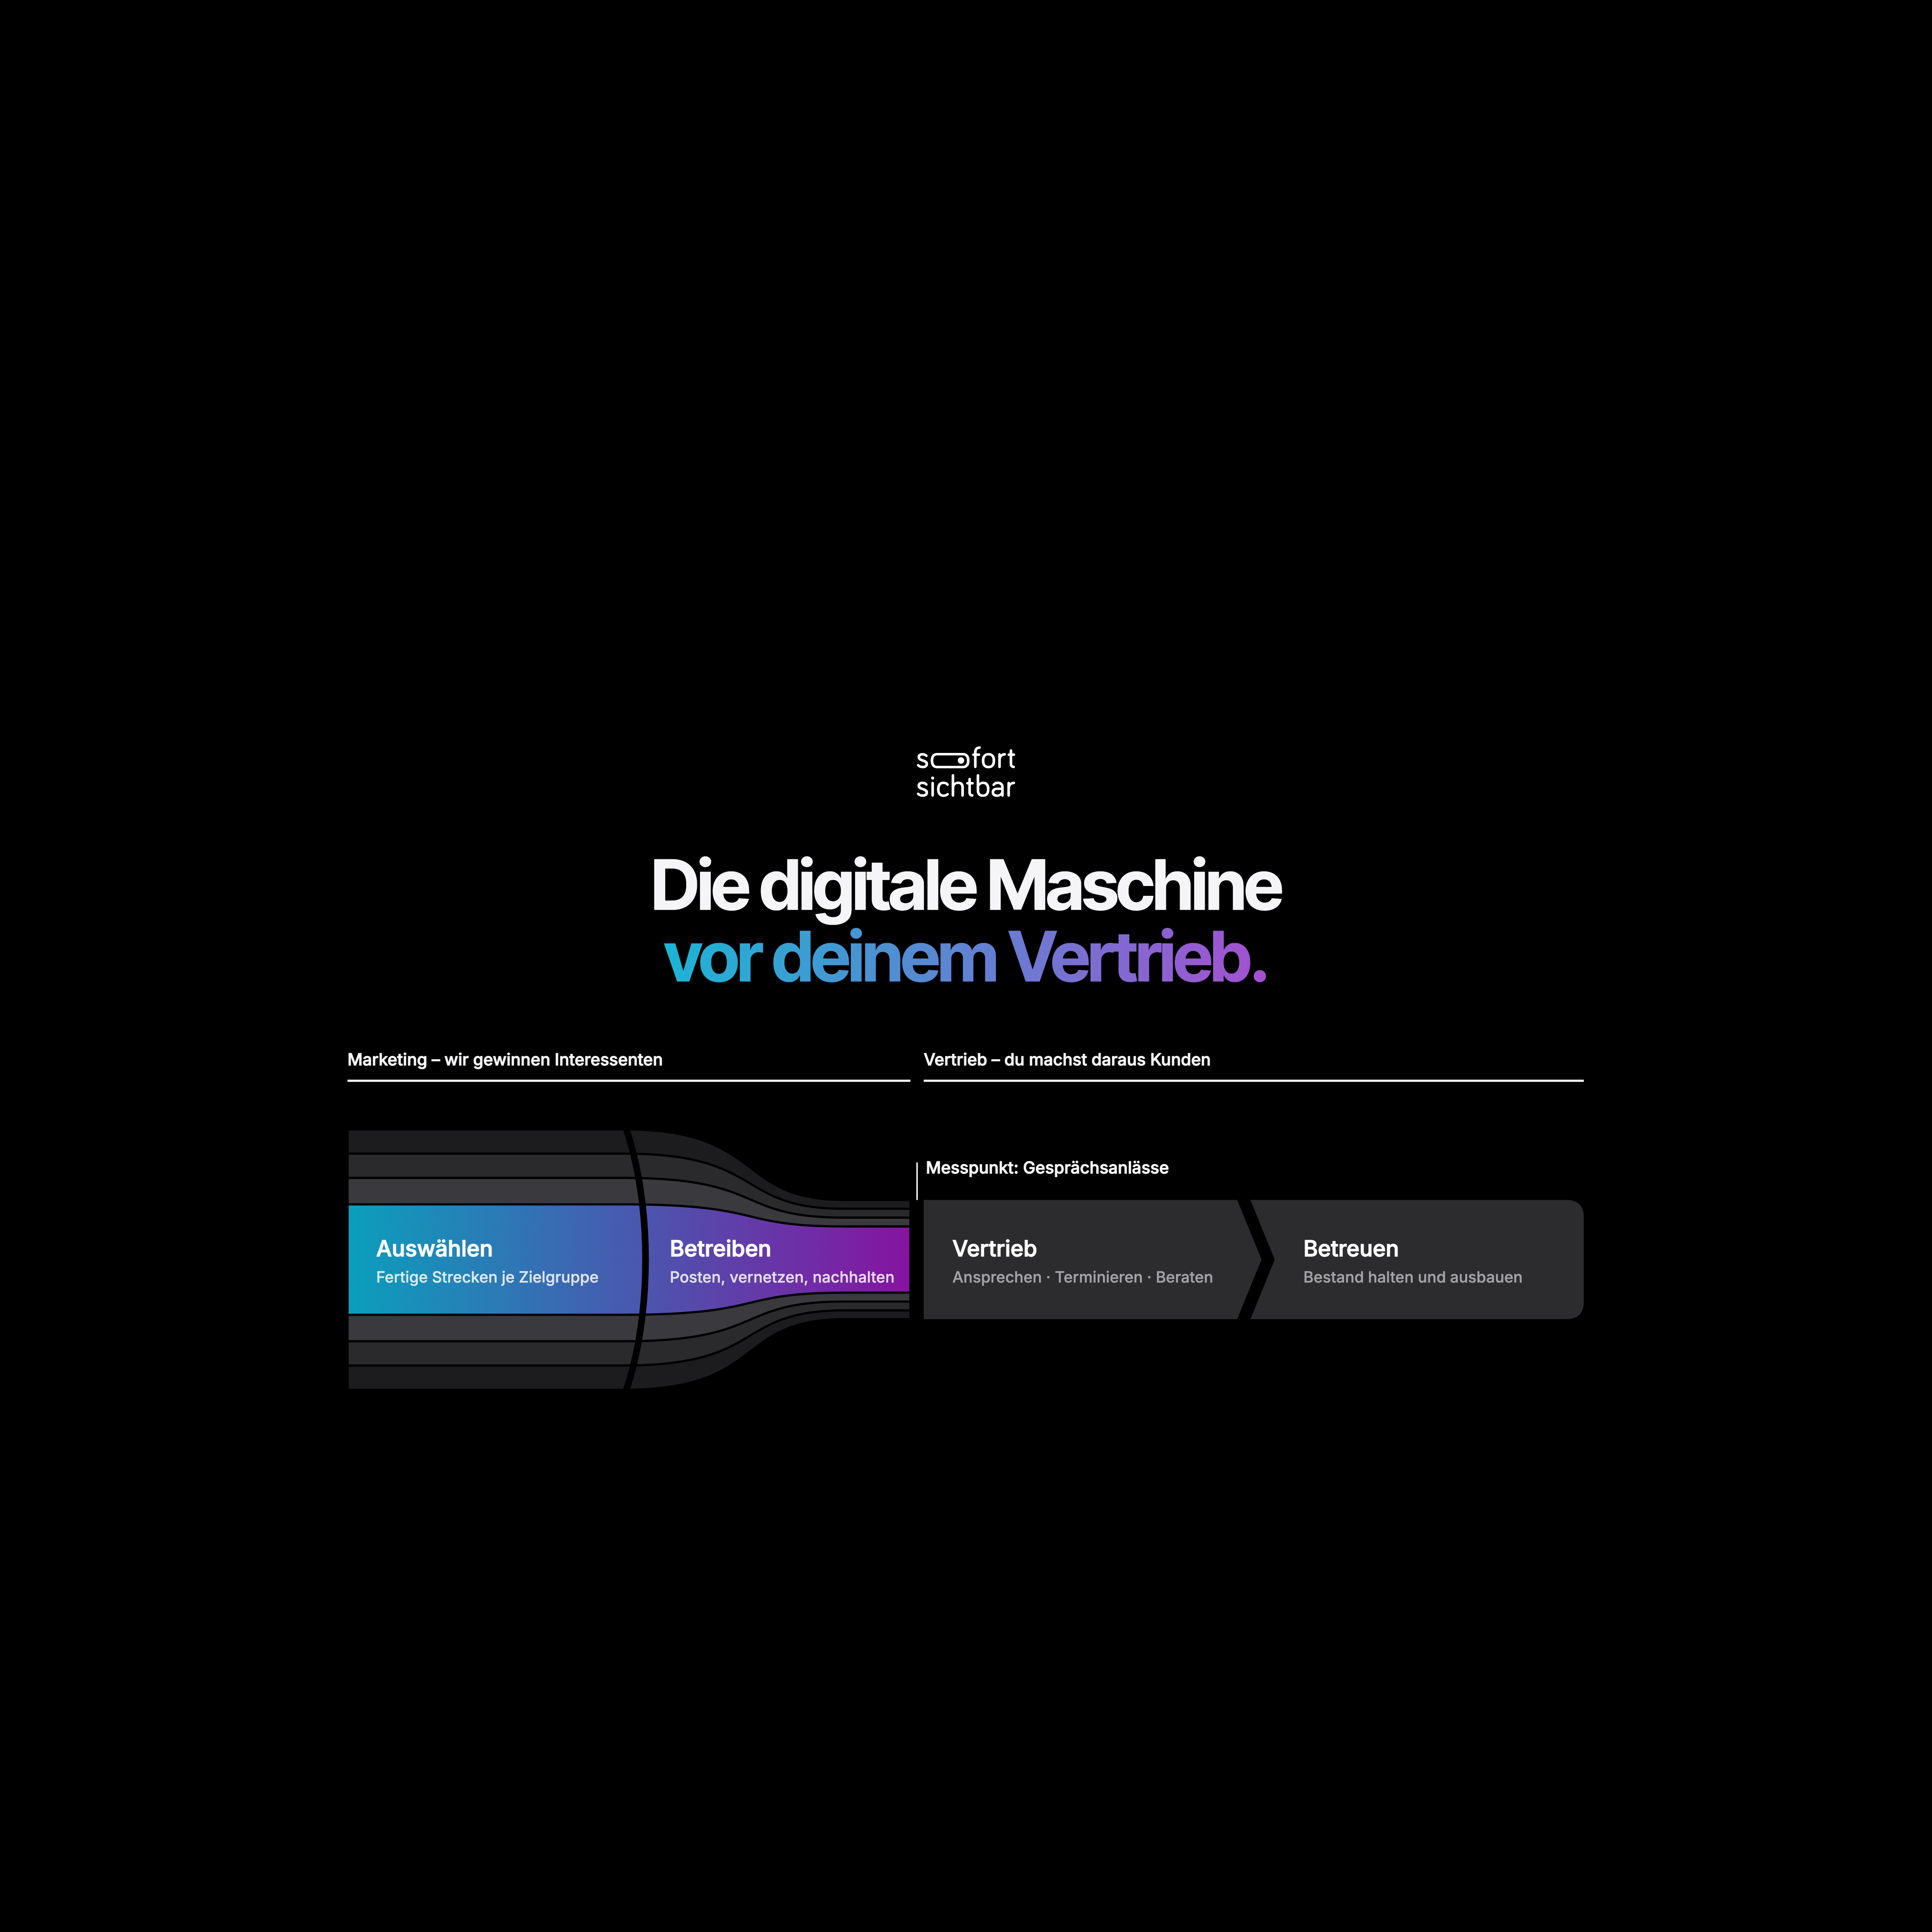 sofort
sichtbar
Die digitale Maschine
vor deinem Vertrieb.
Marketing – wir gewinnen Interessenten
Vertrieb – du machst daraus Kunden
Messpunkt: Gesprächsanlässe
Auswählen
Fertige Strecken je Zielgruppe
Betreiben
Posten, vernetzen, nachhalten
Vertrieb
Ansprechen · Terminieren · Beraten
Betreuen
Bestand halten und ausbauen